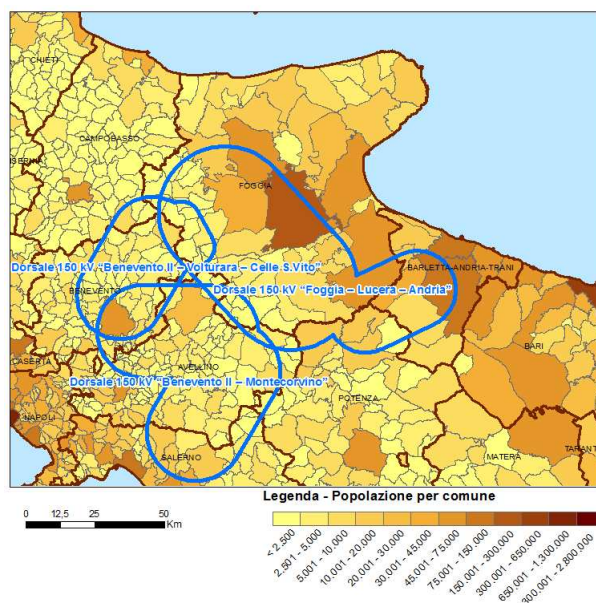 CHIETI
CAMPOBASSO
FOGGIA
Dorsale 150 kV "Benevento II – Volturara – Celle S.Vito"
BARLETTA-ANDRIA-TRANI
BENEVENTO
Dorsale 150 kV "Foggia – Lucera – Andria"
BARI
CASERTA
AVELLINO
Dorsale 150 kV "Benevento II – Montecorvino"
POTENZA
NAPOLI
SALERNO
MATERA
TARANT
Legenda - Popolazione per comune
0 12,5 25 50
Km
< 2.500
2.501 - 5.000
5.001 - 10.000
10.001 - 20.000
20.001 - 30.000
30.001 - 45.000
45.001 - 75.000
75.001 - 150.000
150.001 - 300.000
300.001 - 650.000
650.001 - 1.300.000
300.001 - 2.800.000